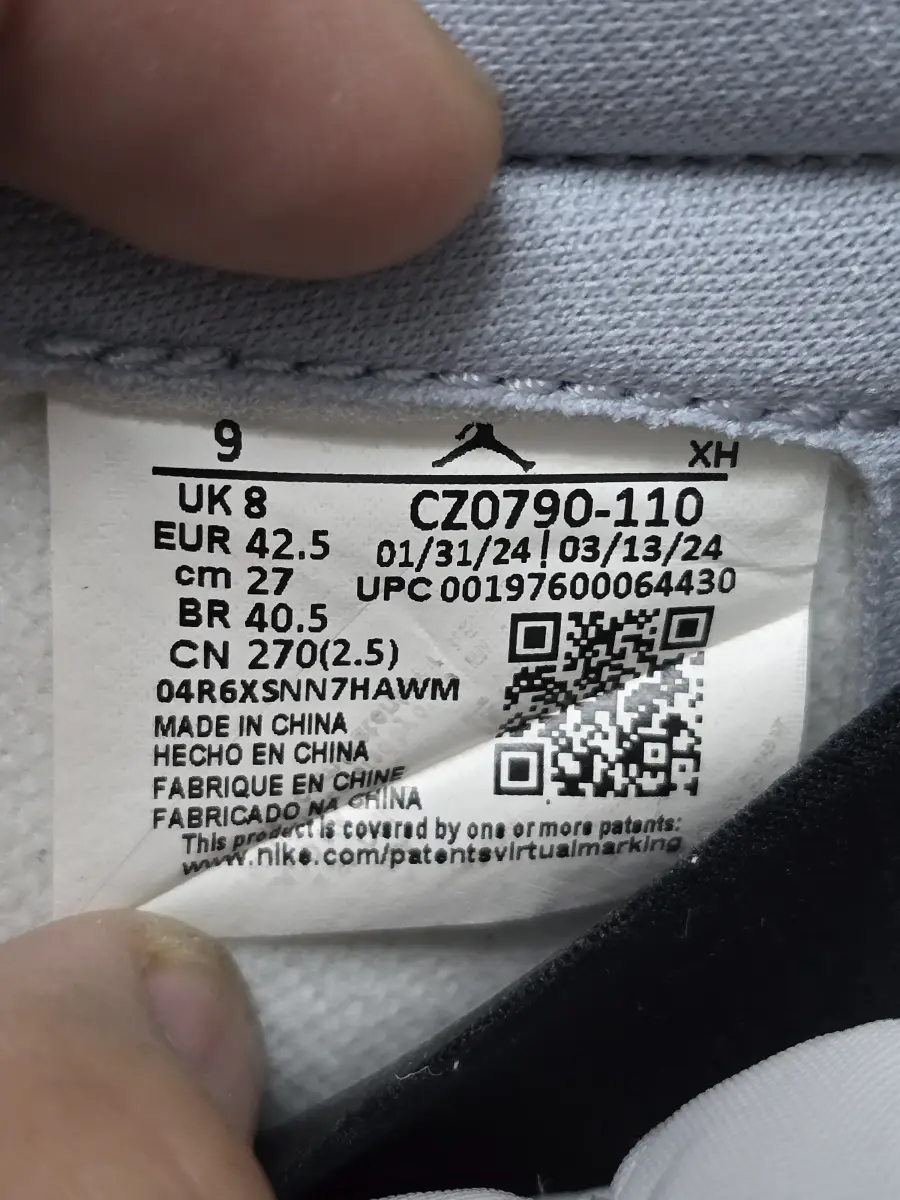 9 XH
UK 8 CZ0790-110
EUR 42.5 01/31/24 | 03/13/24
cm 27 UPC 00197600064430
BR 40.5
CN 270(2.5)
04R6XSNN7HAWM
MADE IN CHINA
HECHO EN CHINA
FABRIQUE EN CHINE
FABRICADO NA CHINA
This product is covered by one or more patents:
www.nike.com/patentsvirtualmarking